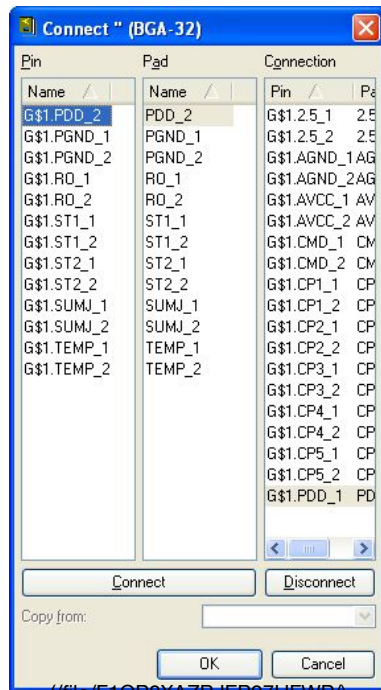 Connect '' (BGA-32)
Pin Pad Connection
Name Name Pin Pa
G$1.PDD_2 PDD_2 G$1.2.5_1 2.5
G$1.PGND_1 PGND_1 G$1.2.5_2 2.5
G$1.PGND_2 PGND_2 G$1.AGND_1 AG
G$1.RO_1 RO_1 G$1.AGND_2 AG
G$1.RO_2 RO_2 G$1.AVCC_1 AV
G$1.ST1_1 ST1_1 G$1.AVCC_2 AV
G$1.ST1_2 ST1_2 G$1.CMD_1 CM
G$1.ST2_1 ST2_1 G$1.CMD_2 CM
G$1.ST2_2 ST2_2 G$1.CP1_1 CP
G$1.SUMJ_1 SUMJ_1 G$1.CP1_2 CP
G$1.SUMJ_2 SUMJ_2 G$1.CP2_1 CP
G$1.TEMP_1 TEMP_1 G$1.CP2_2 CP
G$1.TEMP_2 TEMP_2 G$1.CP3_1 CP
G$1.CP3_2 CP
G$1.CP4_1 CP
G$1.CP4_2 CP
G$1.CP5_1 CP
G$1.CP5_2 CP
G$1.PDD_1 PD
Connect Disconnect
Copy from:
OK Cancel